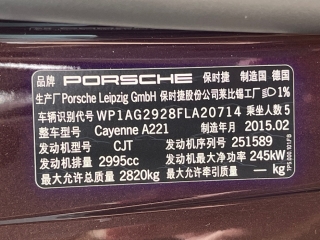 品牌 PORSCHE 保时捷 制造国 德国
生产厂 Porsche Leipzig GmbH 保时捷股份公司莱比锡工厂 1%
车辆识别代号 WP1AG2928FLA20714 乘坐人数 5
整车型号 Cayenne A221 制造年月 2015.02
发动机型号 CJT 发动机序列号 251589
发动机排量 2995cc 发动机最大净功率 245kW
最大允许总质量 2820kg 最大允许牵引质量 — kg